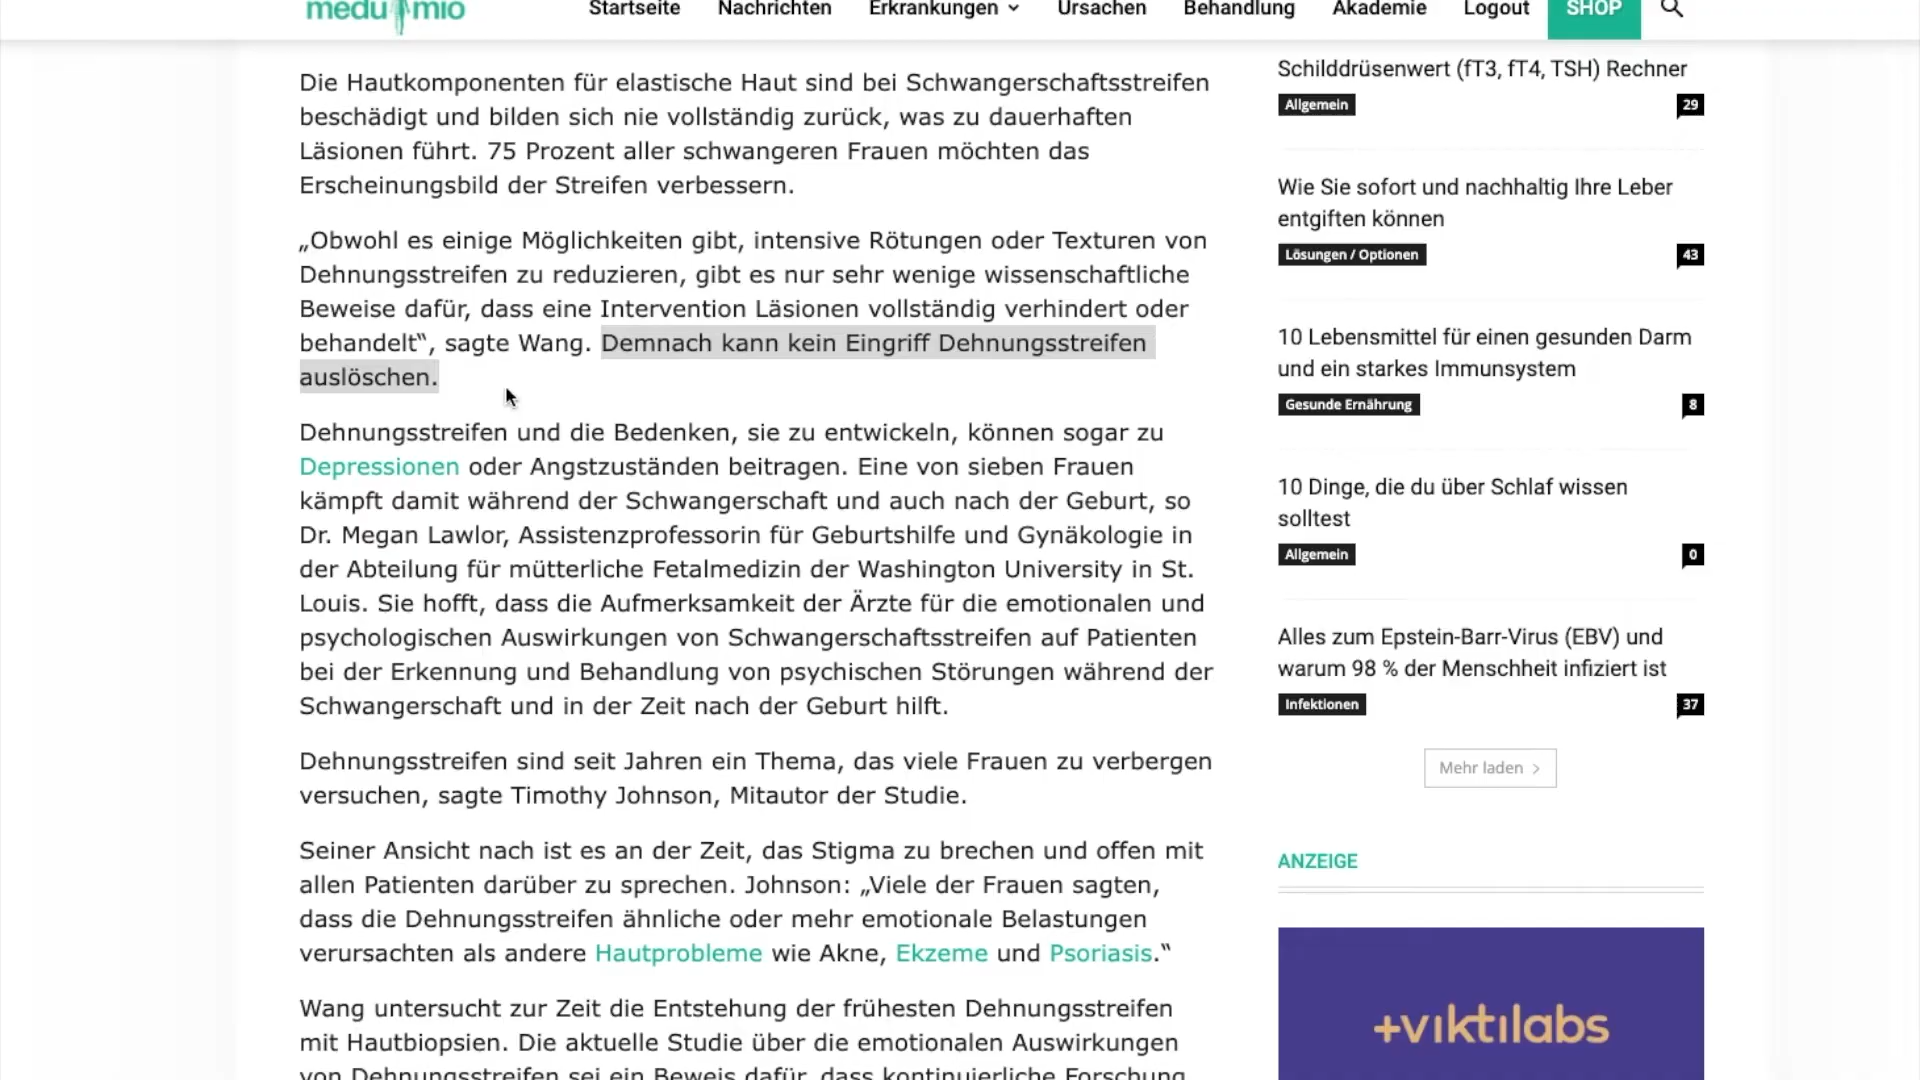 medumio
Startseite
Nachrichten
Erkrankungen
Ursachen
Behandlung
Akademie
Logout
SHOP
Die Hautkomponenten für elastische Haut sind bei Schwangerschaftsstreifen
beschädigt und bilden sich nie vollständig zurück, was zu dauerhaften
Läsionen führt. 75 Prozent aller schwangeren Frauen möchten das
Erscheinungsbild der Streifen verbessern.
„Obwohl es einige Möglichkeiten gibt, intensive Rötungen oder Texturen von
Dehnungsstreifen zu reduzieren, gibt es nur sehr wenige wissenschaftliche
Beweise dafür, dass eine Intervention Läsionen vollständig verhindert oder
behandelt“, sagte Wang. Demnach kann kein Eingriff Dehnungsstreifen
auslöschen.
Dehnungsstreifen und die Bedenken, sie zu entwickeln, können sogar zu
Depressionen oder Angstzuständen beitragen. Eine von sieben Frauen
kämpft damit während der Schwangerschaft und auch nach der Geburt, so
Dr. Megan Lawlor, Assistenzprofessorin für Geburtshilfe und Gynäkologie in
der Abteilung für mütterliche Fetalmedizin der Washington University in St.
Louis. Sie hofft, dass die Aufmerksamkeit der Ärzte für die emotionalen und
psychologischen Auswirkungen von Schwangerschaftsstreifen auf Patienten
bei der Erkennung und Behandlung von psychischen Störungen während der
Schwangerschaft und in der Zeit nach der Geburt hilft.
Dehnungsstreifen sind seit Jahren ein Thema, das viele Frauen zu verbergen
versuchen, sagte Timothy Johnson, Mitautor der Studie.
Seiner Ansicht nach ist es an der Zeit, das Stigma zu brechen und offen mit
allen Patienten darüber zu sprechen. Johnson: „Viele der Frauen sagten,
dass die Dehnungsstreifen ähnliche oder mehr emotionale Belastungen
verursachten als andere Hautprobleme wie Akne, Ekzeme und Psoriasis.“
Wang untersucht zur Zeit die Entstehung der frühesten Dehnungsstreifen
mit Hautbiopsien. Die aktuelle Studie über die emotionalen Auswirkungen
von Dehnungsstreifen sei ein Beweis dafür, dass kontinuierliche Forschung
Schilddrüsenwert (fT3, fT4, TSH) Rechner
Allgemein
29
Wie Sie sofort und nachhaltig Ihre Leber
entgiften können
Lösungen / Optionen
43
10 Lebensmittel für einen gesunden Darm
und ein starkes Immunsystem
Gesunde Ernährung
8
10 Dinge, die du über Schlaf wissen
solltest
Allgemein
0
Alles zum Epstein-Barr-Virus (EBV) und
warum 98 % der Menschheit infiziert ist
Infektionen
37
Mehr laden
ANZEIGE
+viktilabs